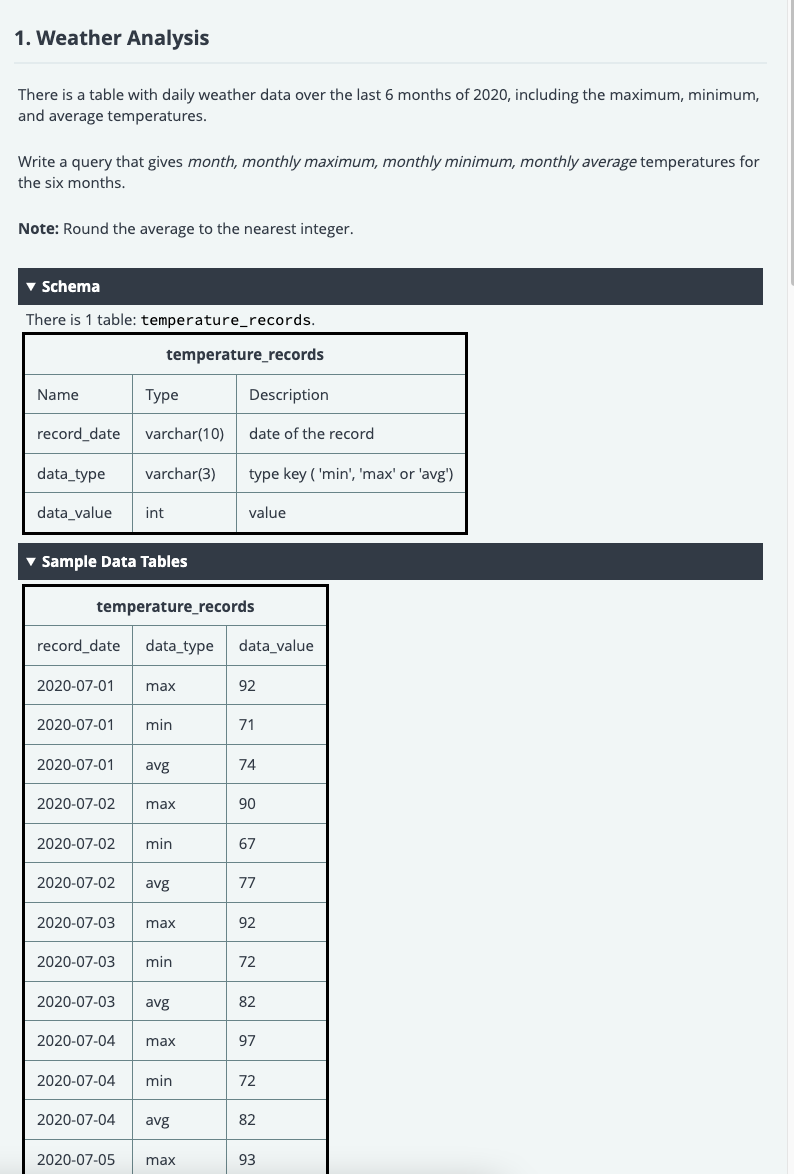 1. Weather Analysis
There is a table with daily weather data over the last 6 months of 2020, including the maximum, minimum,
and average temperatures.
Write a query that gives month, monthly maximum, monthly minimum, monthly average temperatures for
the six months.
Note: Round the average to the nearest integer.
▼ Schema
There is 1 table: temperature_records.
temperature_records
Name Type Description
record_date varchar(10) date of the record
data_type varchar(3) type key ( 'min', 'max' or 'avg')
data_value int value
▼ Sample Data Tables
temperature_records
record_date data_type data_value
2020-07-01 max 92
2020-07-01 min 71
2020-07-01 avg 74
2020-07-02 max 90
2020-07-02 min 67
2020-07-02 avg 77
2020-07-03 max 92
2020-07-03 min 72
2020-07-03 avg 82
2020-07-04 max 97
2020-07-04 min 72
2020-07-04 avg 82
2020-07-05 max 93